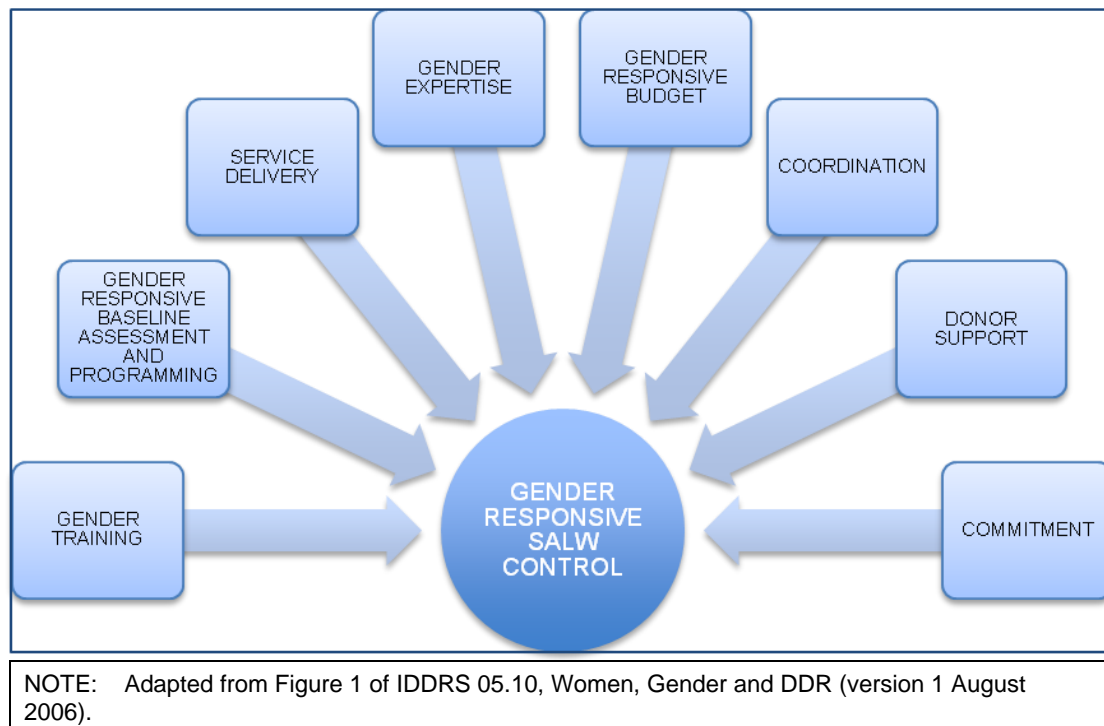 GENDER
TRAINING
GENDER
RESPONSIVE
BASELINE
ASSESSMENT
AND
PROGRAMMING
SERVICE
DELIVERY
GENDER
EXPERTISE
GENDER
RESPONSIVE
BUDGET
COORDINATION
DONOR
SUPPORT
COMMITMENT
GENDER
RESPONSIVE
SALW
CONTROL
NOTE: Adapted from Figure 1 of IDDRS 05.10, Women, Gender and DDR (version 1 August
2006).